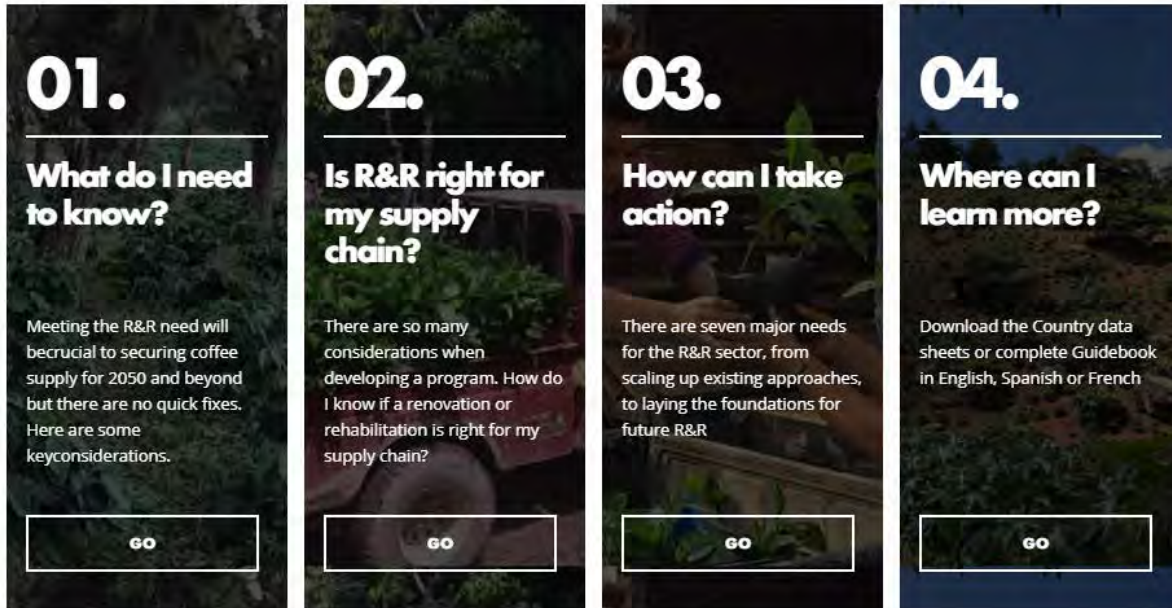 01.
What do I need
to know?
Meeting the R&R need will
becrucial to securing coffee
supply for 2050 and beyond
but there are no quick fixes.
Here are some
keyconsiderations.
GO
02.
Is R&R right for
my supply
chain?
There are so many
considerations when
developing a program. How do
I know if a renovation or
rehabilitation is right for my
supply chain?
GO
03.
How can I take
action?
There are seven major needs
for the R&R sector, from
scaling up existing approaches,
to laying the foundations for
future R&R
GO
04.
Where can I
learn more?
Download the Country data
sheets or complete Guidebook
in English, Spanish or French
GO